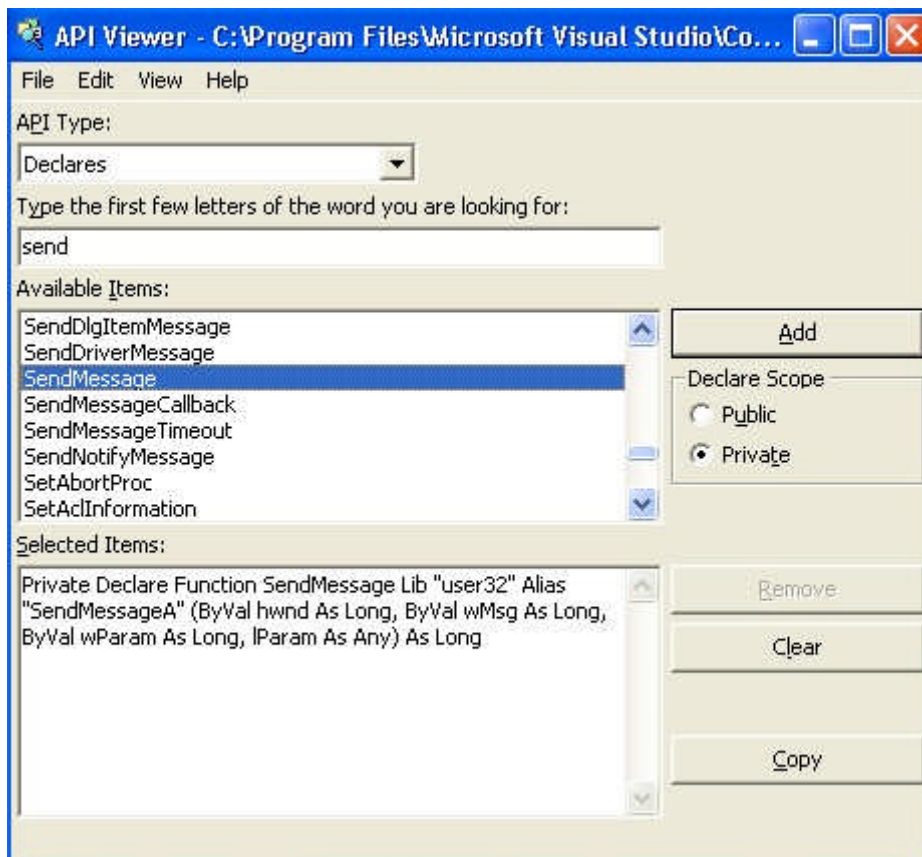 API Viewer - C:\Program Files\Microsoft Visual Studio\Co...
File Edit View Help
API Type:
Declares
Type the first few letters of the word you are looking for:
send
Available Items:
SendDlgItemMessage
SendDriverMessage
SendMessage
SendMessageCallback
SendMessageTimeout
SendNotifyMessage
SetAbortProc
SetAclInformation
Add
Declare Scope
Public
Private
Selected Items:
Private Declare Function SendMessage Lib "user32" Alias
"SendMessageA" (ByVal hwnd As Long, ByVal wMsg As Long,
ByVal wParam As Long, lParam As Any) As Long
Remove
Clear
Copy